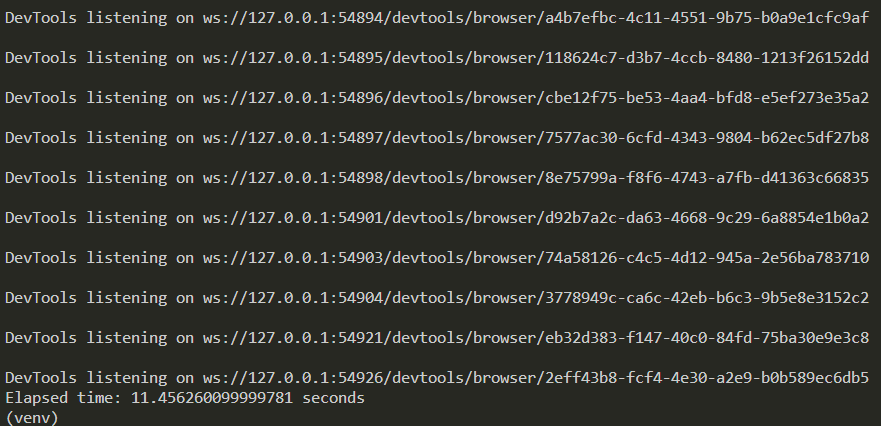 DevTools listening on ws://127.0.0.1:54894/devtools/browser/a4b7efbc-4c11-4551-9b75-b0a9e1cfc9af
DevTools listening on ws://127.0.0.1:54895/devtools/browser/118624c7-d3b7-4ccb-8480-1213f26152dd
DevTools listening on ws://127.0.0.1:54896/devtools/browser/cbe12f75-be53-4aa4-bfd8-e5ef273e35a2
DevTools listening on ws://127.0.0.1:54897/devtools/browser/7577ac30-6cfd-4343-9804-b62ec5df27b8
DevTools listening on ws://127.0.0.1:54898/devtools/browser/8e75799a-f8f6-4743-a7fb-d41363c66835
DevTools listening on ws://127.0.0.1:54901/devtools/browser/d92b7a2c-da63-4668-9c29-6a8854e1b0a2
DevTools listening on ws://127.0.0.1:54903/devtools/browser/74a58126-c4c5-4d12-945a-2e56ba783710
DevTools listening on ws://127.0.0.1:54904/devtools/browser/3778949c-ca6c-42eb-b6c3-9b5e8e3152c2
DevTools listening on ws://127.0.0.1:54921/devtools/browser/eb32d383-f147-40c0-84fd-75ba30e9e3c8
DevTools listening on ws://127.0.0.1:54926/devtools/browser/2eff43b8-fcf4-4e30-a2e9-b0b589ec6db5
Elapsed time: 11.456260099999781 seconds
(venv)